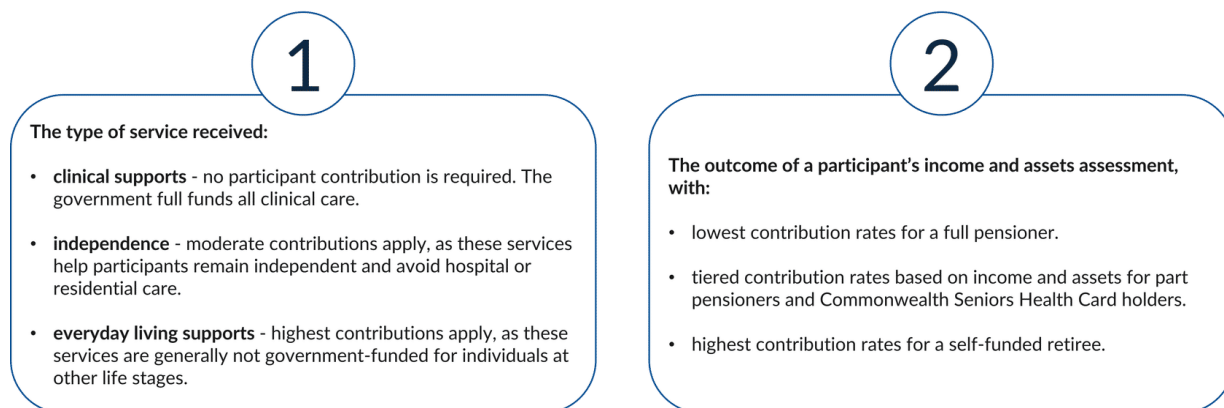 1
The type of service received:
• clinical supports - no participant contribution is required. The
government full funds all clinical care.
• independence - moderate contributions apply, as these services
help participants remain independent and avoid hospital or
residential care.
• everyday living supports - highest contributions apply, as these
services are generally not government-funded for individuals at
other life stages.
2
The outcome of a participant's income and assets assessment,
with:
• lowest contribution rates for a full pensioner.
• tiered contribution rates based on income and assets for part
pensioners and Commonwealth Seniors Health Card holders.
• highest contribution rates for a self-funded retiree.